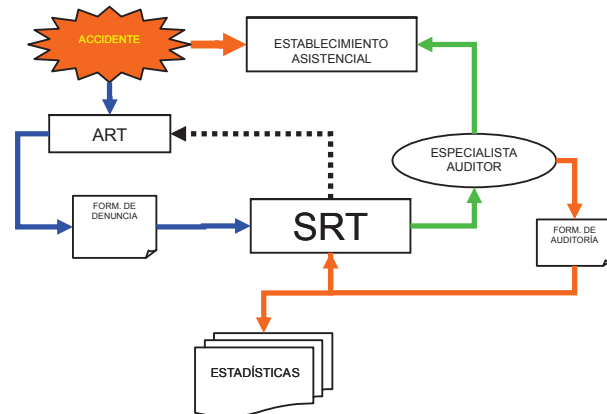 ACCIDENTE
ESTABLECIMIENTO
ASISTENCIAL
ART
ESPECIALISTA
AUDITOR
FORM. DE
DENUNCIA
SRT
FORM. DE
AUDITORÍA
ESTADÍSTICAS